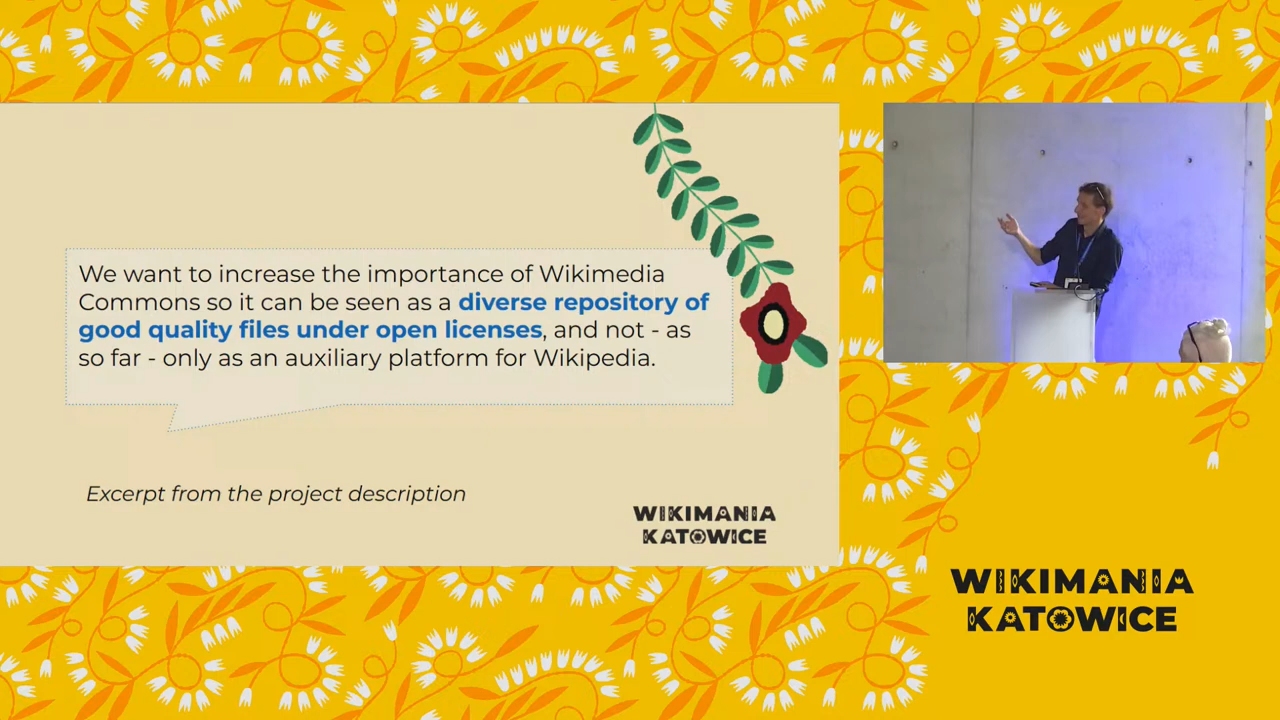 We want to increase the importance of Wikimedia
Commons so it can be seen as a diverse repository of
good quality files under open licenses, and not - as
so far - only as an auxiliary platform for Wikipedia.
Excerpt from the project description
WIKIMANIA
KATOWICE
WIKIMANIA
KATOWICE